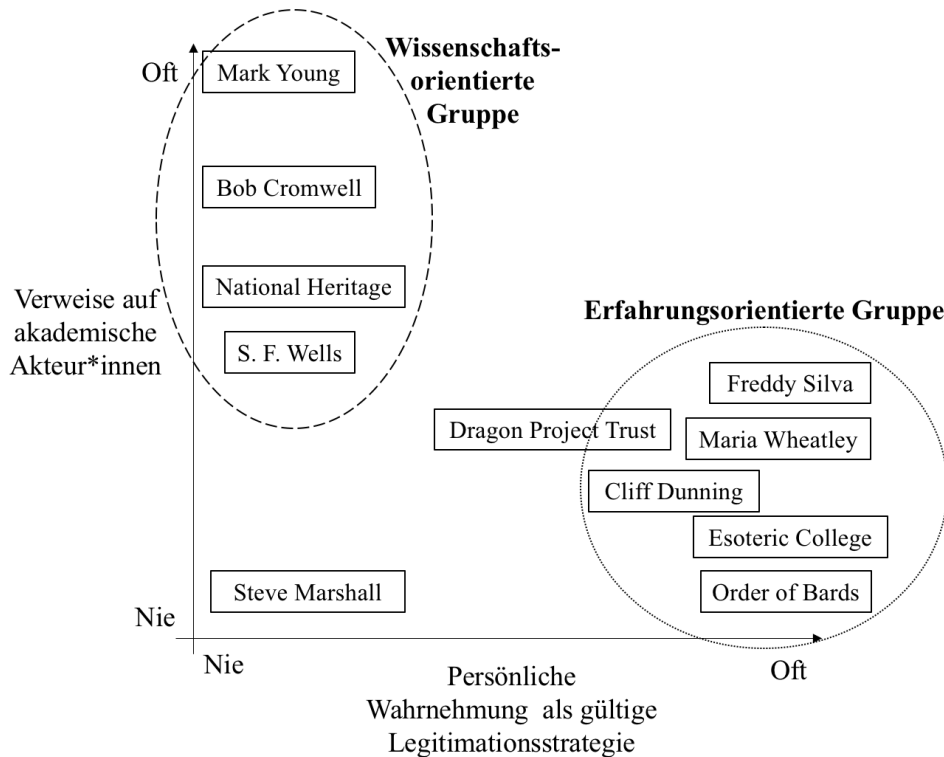 Wissenschafts-
orientierte
Gruppe
Oft
Mark Young
Bob Cromwell
National Heritage
S. F. Wells
Verweise auf
akademische
Akteur*innen
Erfahrungsorientierte Gruppe
Freddy Silva
Dragon Project Trust
Maria Wheatley
Cliff Dunning
Esoteric College
Steve Marshall
Order of Bards
Nie
Nie
Oft
Persönliche
Wahrnehmung als gültige
Legitimationsstrategie